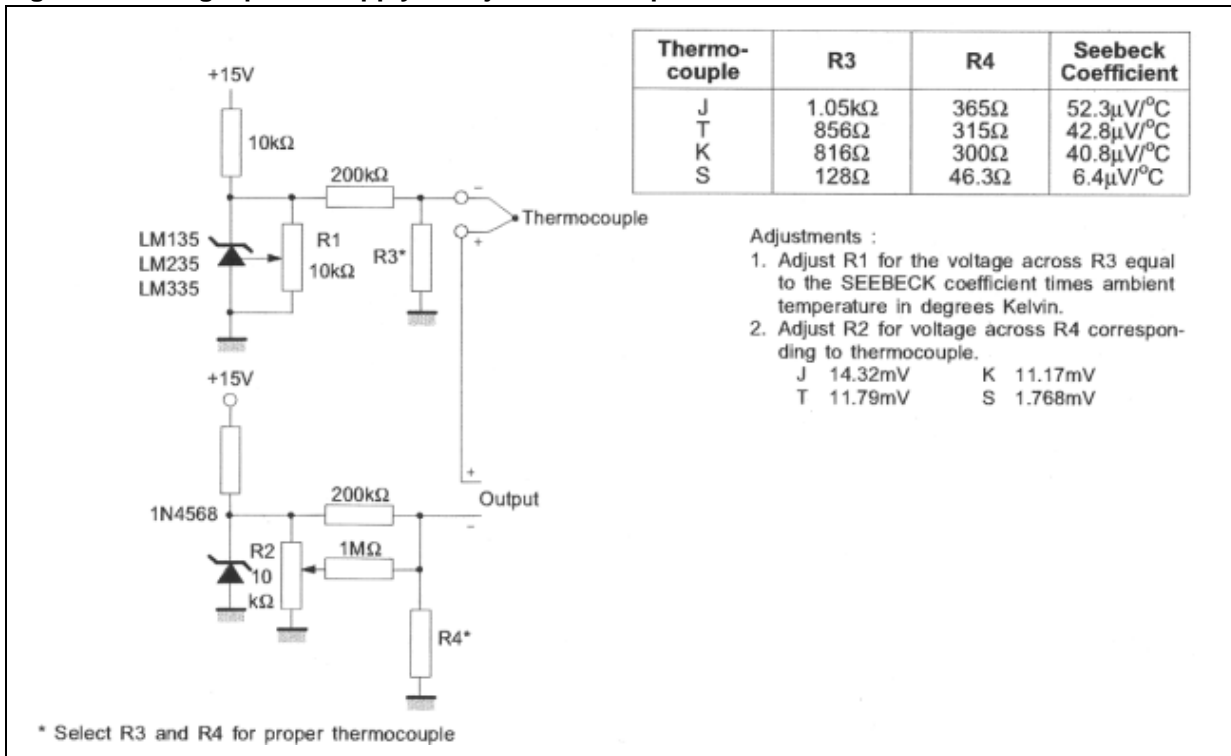 +15V
10kΩ
200kΩ
LM135
LM235
LM335
R1
10kΩ
R3*
−
+
Thermocouple
+15V
1N4568
R2
10
kΩ
200kΩ
1MΩ
R4*
+
Output
−
* Select R3 and R4 for proper thermocouple
Thermo-
couple
R3
R4
Seebeck
Coefficient
J 1.05kΩ 365Ω 52.3µV/°C
T 856Ω 315Ω 42.8µV/°C
K 816Ω 300Ω 40.8µV/°C
S 128Ω 46.3Ω 6.4µV/°C
Adjustments :
1. Adjust R1 for the voltage across R3 equal
to the SEEBECK coefficient times ambient
temperature in degrees Kelvin.
2. Adjust R2 for voltage across R4 correspon-
ding to thermocouple.
J 14.32mV K 11.17mV
T 11.79mV S 1.768mV